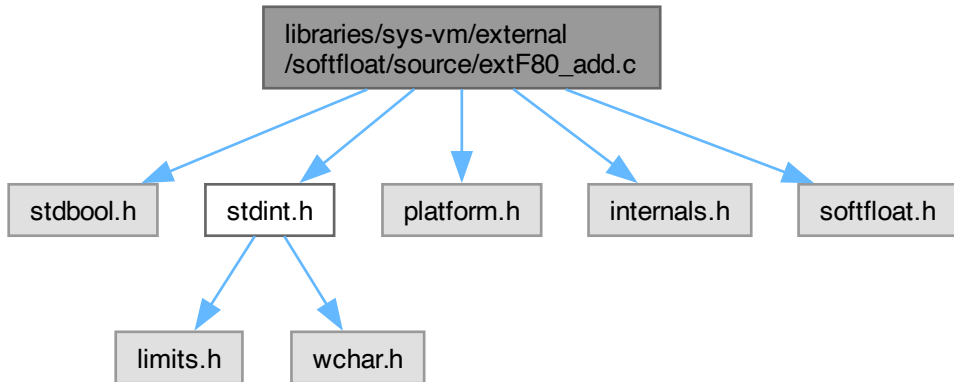 libraries/sys-vm/external
/softfloat/source/extF80_add.c
stdbool.h
stdint.h
platform.h
internals.h
softfloat.h
limits.h
wchar.h